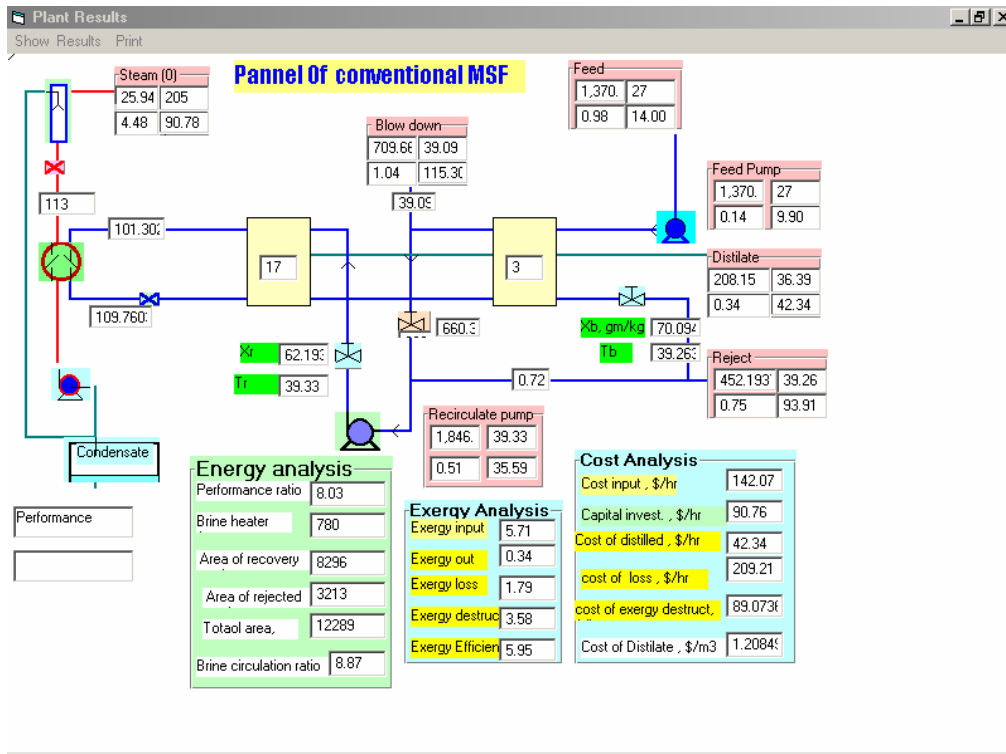 Plant Results
Show Results Print
Pannel Of conventional MSF
Steam (0)
25.94 205
4.48 90.78
Feed
1,370. 27
0.98 14.00
Blow down
709.66 39.09
1.04 115.30
39.09
Feed Pump
1,370. 27
0.14 9.90
113
101.302
17
3
Distilate
208.15 36.39
0.34 42.34
109.760
660.3
Xb, gm/kg 70.094
Tb 39.263
Xr 62.193
Tr 39.33
Reject
452.193 39.26
0.75 93.91
0.72
Recirculate pump
1,846. 39.33
0.51 35.59
Condensate
Performance
Energy analysis
Performance ratio 8.03
Brine heater 780
Area of recovery 8296
Area of rejected 3213
Totaol area, 12289
Brine circulation ratio 8.87
Exergy Analysis
Exergy input 5.71
Exergy out 0.34
Exergy loss 1.79
Exergy destruc 3.58
Exergy Efficien 5.95
Cost Analysis
Cost input , $/hr 142.07
Capital invest. , $/hr 90.76
Cost of distilled , $/hr 42.34
cost of loss , $/hr 209.21
cost of exergy destruct, 89.0736
Cost of Distilate , $/m3 1.2084